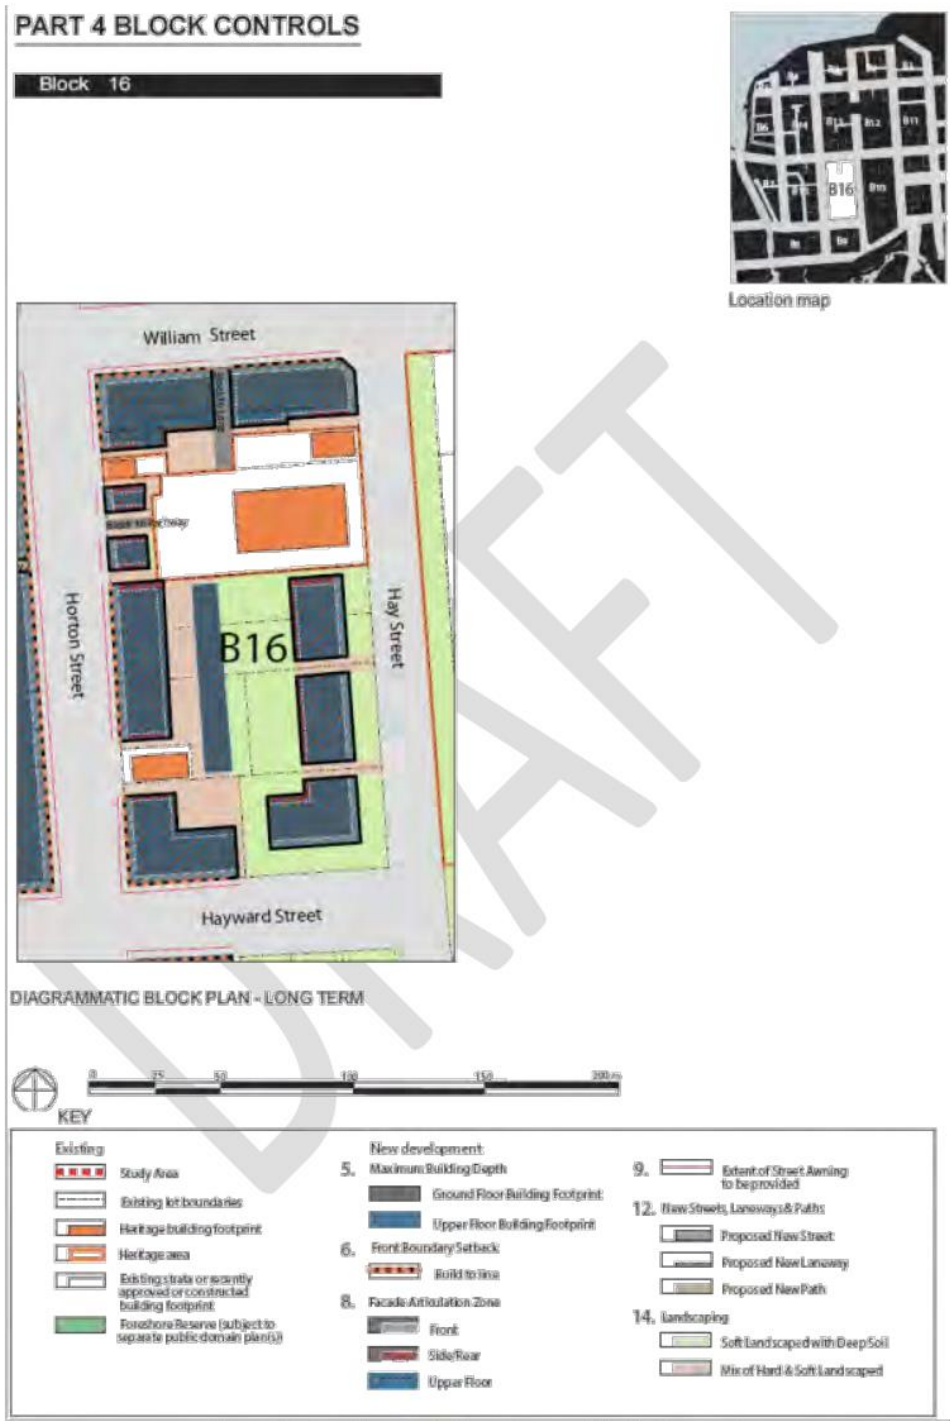 PART 4 BLOCK CONTROLS
Block 16
B6
B14
B13
B12
B11
B16
B10
Location map
William Street
Horton Street
B16
Hay Street
Hayward Street
DRAFT
DIAGRAMMATIC BLOCK PLAN - LONG TERM
0 25 50 100 150 200 m
KEY
Existing
Study Area
Existing lot boundaries
Heritage building footprint
Heritage area
Existing strata or recently
approved or constructed
building footprint
Foreshore Reserve (subject to
separate public domain plan(s))
New development
5. Maximum Building Depth
Ground Floor Building Footprint
Upper Floor Building Footprint
6. Front Boundary Setback
Build to line
8. Facade Articulation Zone
Front
Side/Rear
Upper Floor
9. Extent of Street Awning
to be provided
12. New Streets, Laneways & Paths
Proposed New Street
Proposed New Laneway
Proposed New Path
14. Landscaping
Soft Landscaped with Deep Soil
Mix of Hard & Soft Landscaped